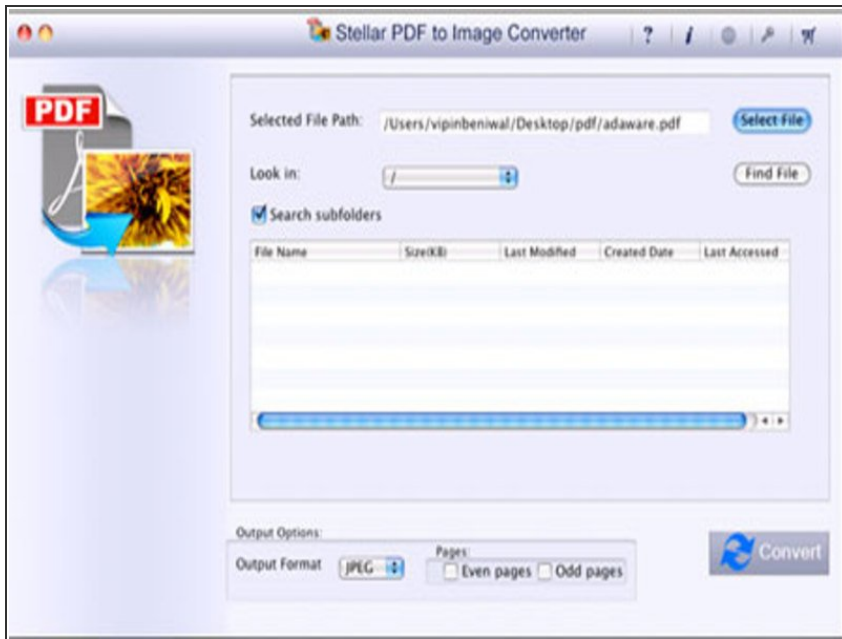 Stellar PDF to Image Converter
? i
PDF
Selected File Path: /Users/vipinbeniwal/Desktop/pdf/adaware.pdf Select File
Look in: / Find File
Search subfolders
File Name Size(KB) Last Modified Created Date Last Accessed
Output Options:
Output Format JPEG Pages: Even pages Odd pages
Convert